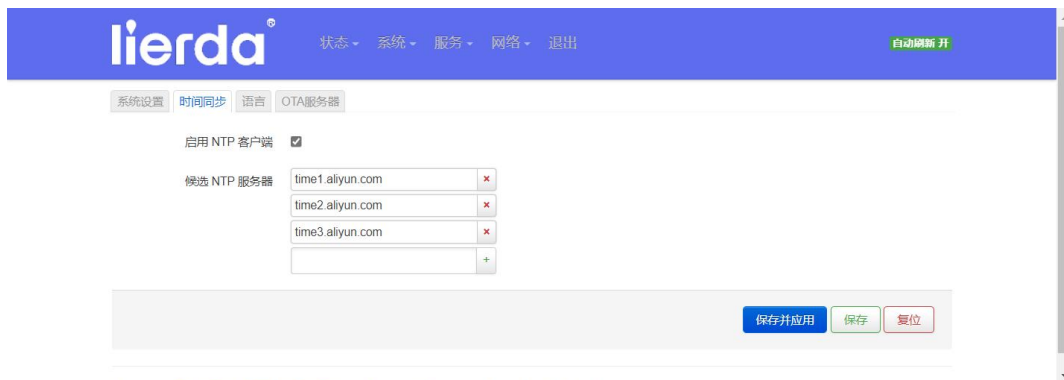 lierda®
状态 系统 服务 网络 退出
自动刷新 开
系统设置 时间同步 语言 OTA服务器
启用 NTP 客户端
候选 NTP 服务器 time1.aliyun.com ×
time2.aliyun.com ×
time3.aliyun.com ×
+
保存并应用 保存 复位